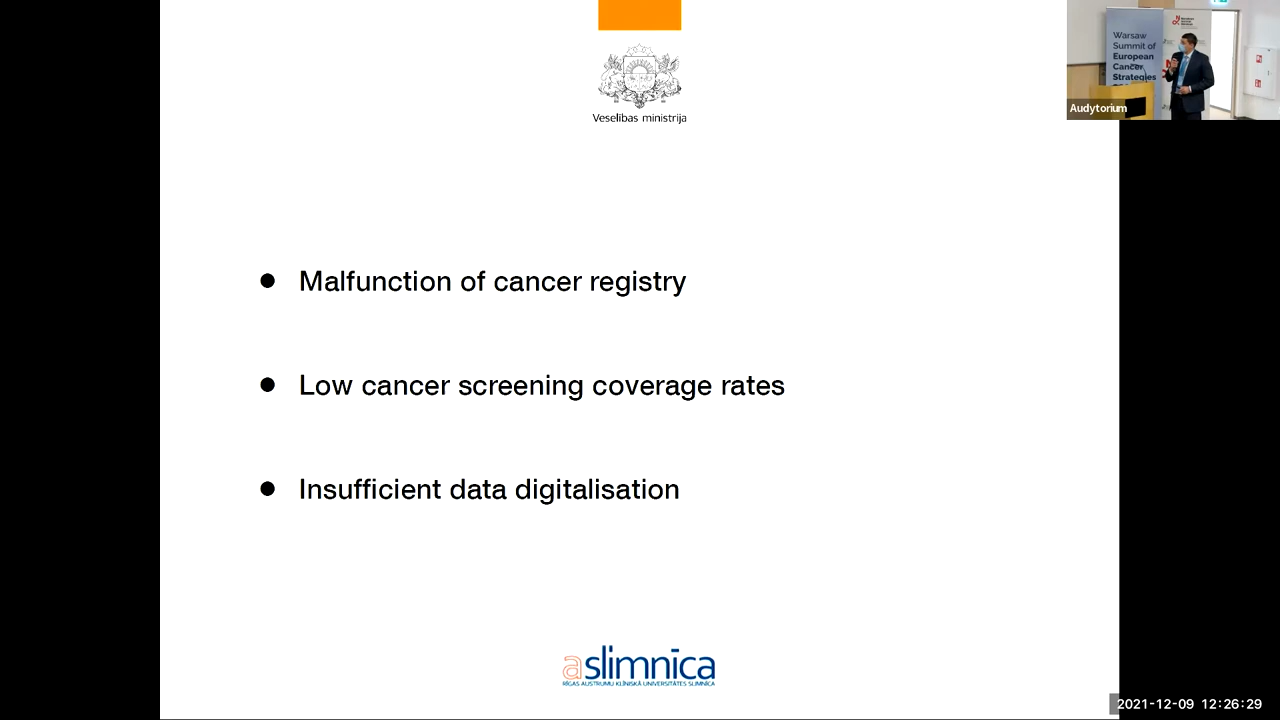 Veselības ministrija
Warsaw
Summit of
European
Cancer
Strategies
Audytorium
Malfunction of cancer registry
Low cancer screening coverage rates
Insufficient data digitalisation
aslimnīca
RĪGAS AUSTRUMU KLĪNISKĀ UNIVERSITĀTES SLIMNĪCA
2021-12-09 12:26:29